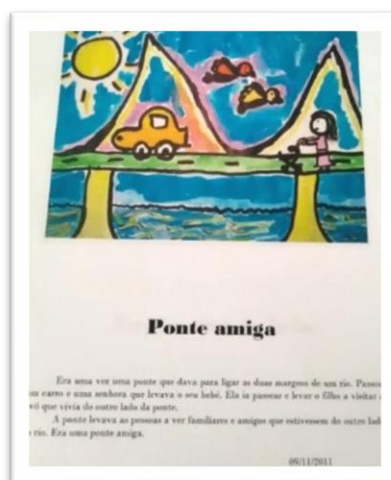 Ponte amiga
Era uma vez uma ponte que dava para ligar as duas margens de um rio. Passou
um carro e uma senhora que levava o seu bebé. Ela ia passear e levar o filho a visitar
vó que vivia do outro lado da ponte.
A ponte levava as pessoas a ver familiares e amigos que estivessem do outro lad
rio. Era uma ponte amiga.
09/11/2011